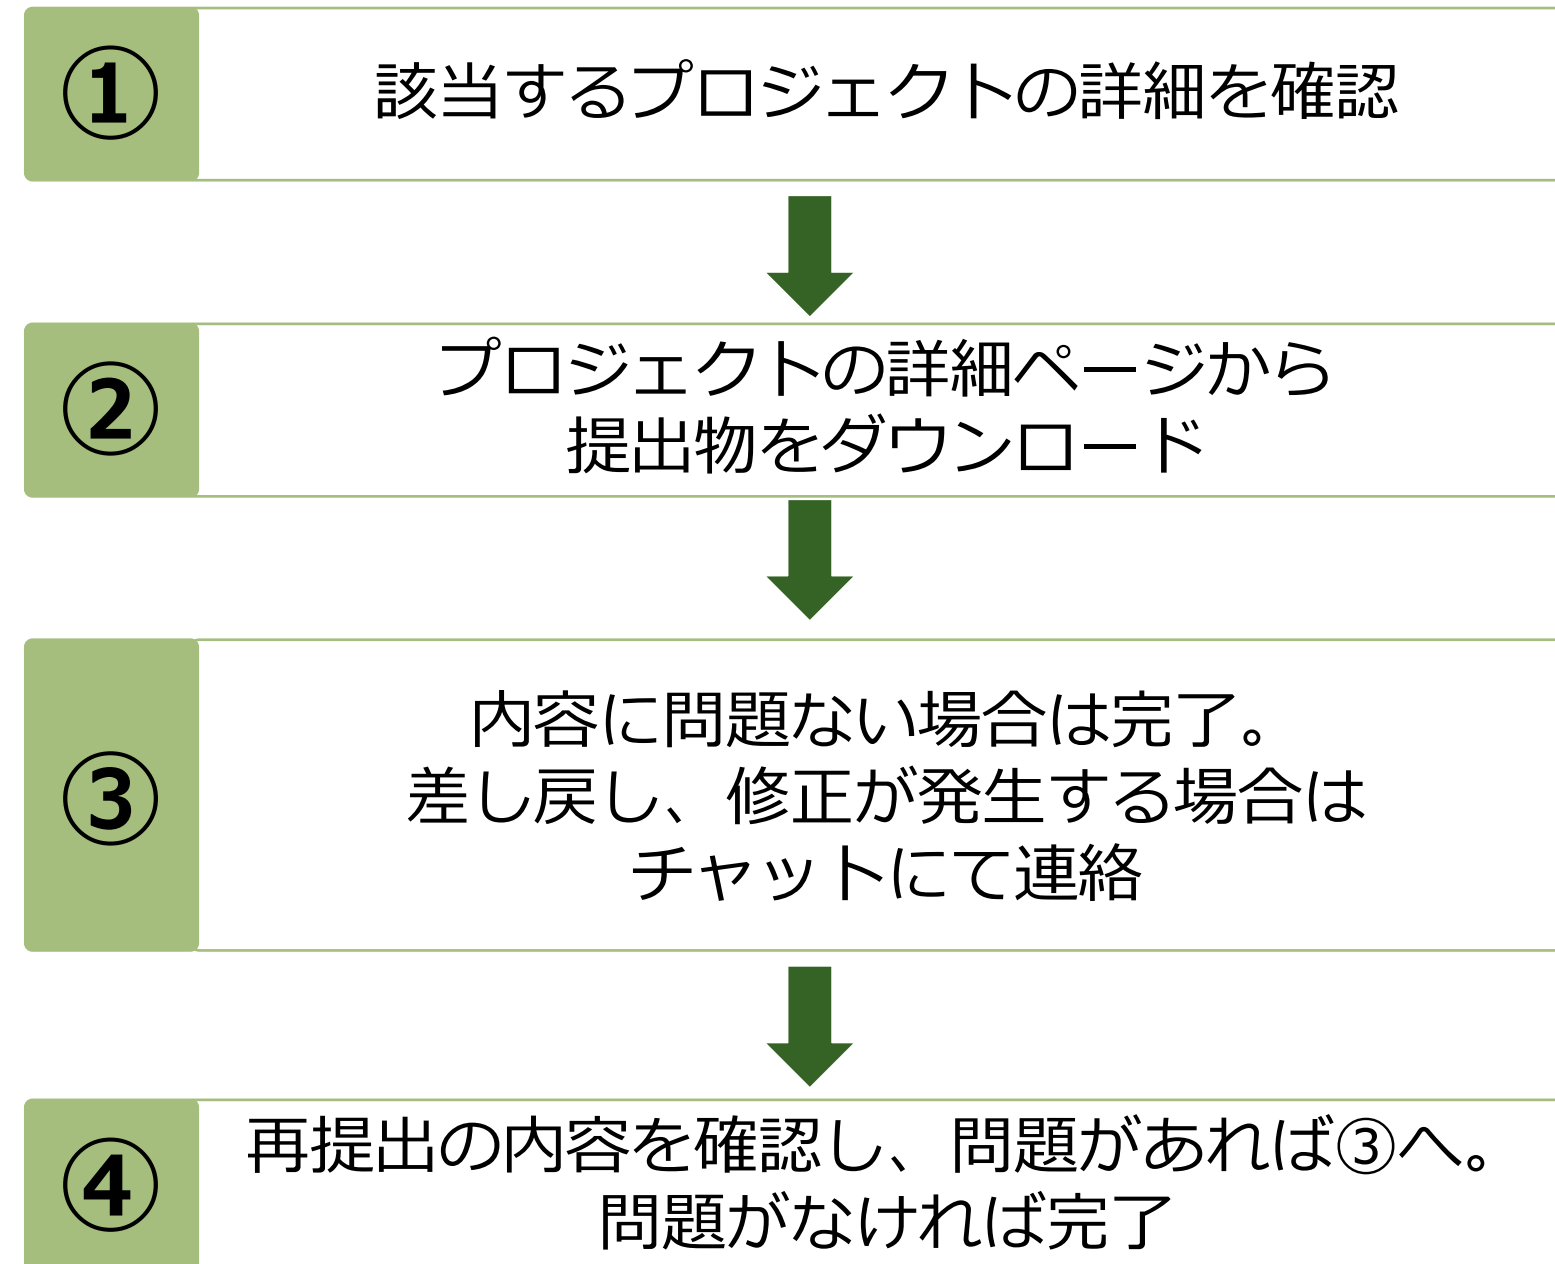 ①
該当するプロジェクトの詳細を確認
②
プロジェクトの詳細ページから
提出物をダウンロード
③
内容に問題ない場合は完了。
差し戻し、修正が発生する場合は
チャットにて連絡
④
再提出の内容を確認し、問題があれば③へ。
問題がなければ完了